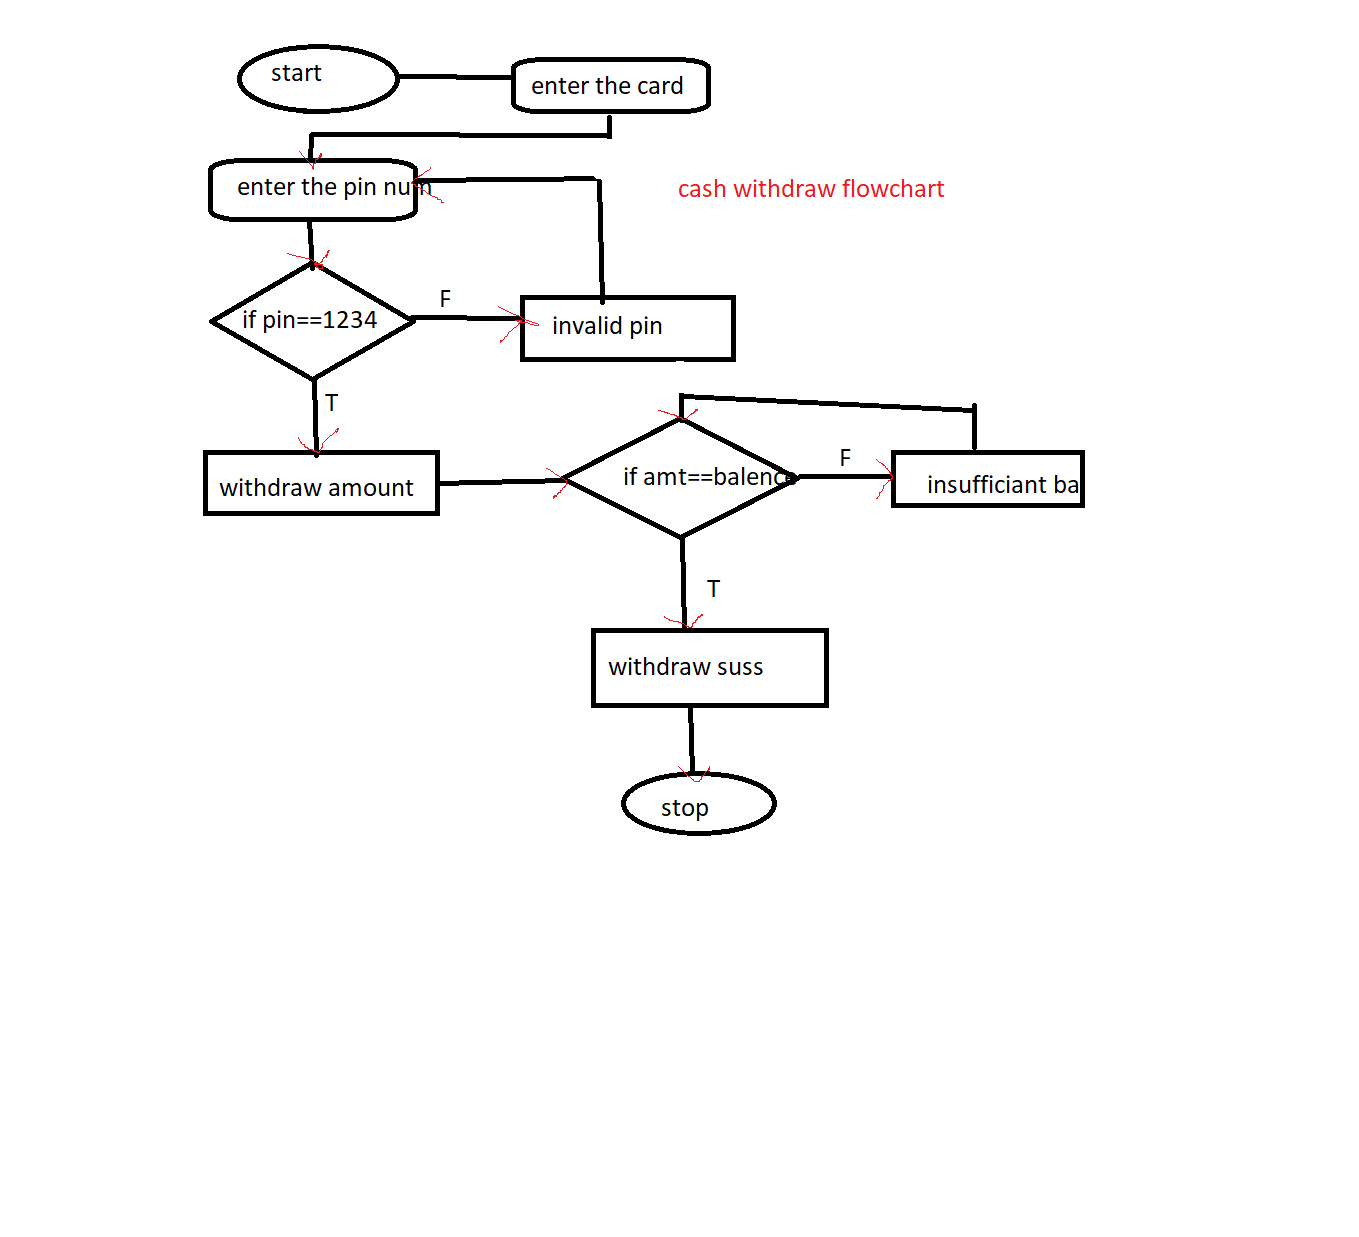 start
enter the card
enter the pin num
cash withdraw flowchart
if pin==1234
F
invalid pin
T
withdraw amount
if amt==balence
F
insufficiant ba
T
withdraw suss
stop